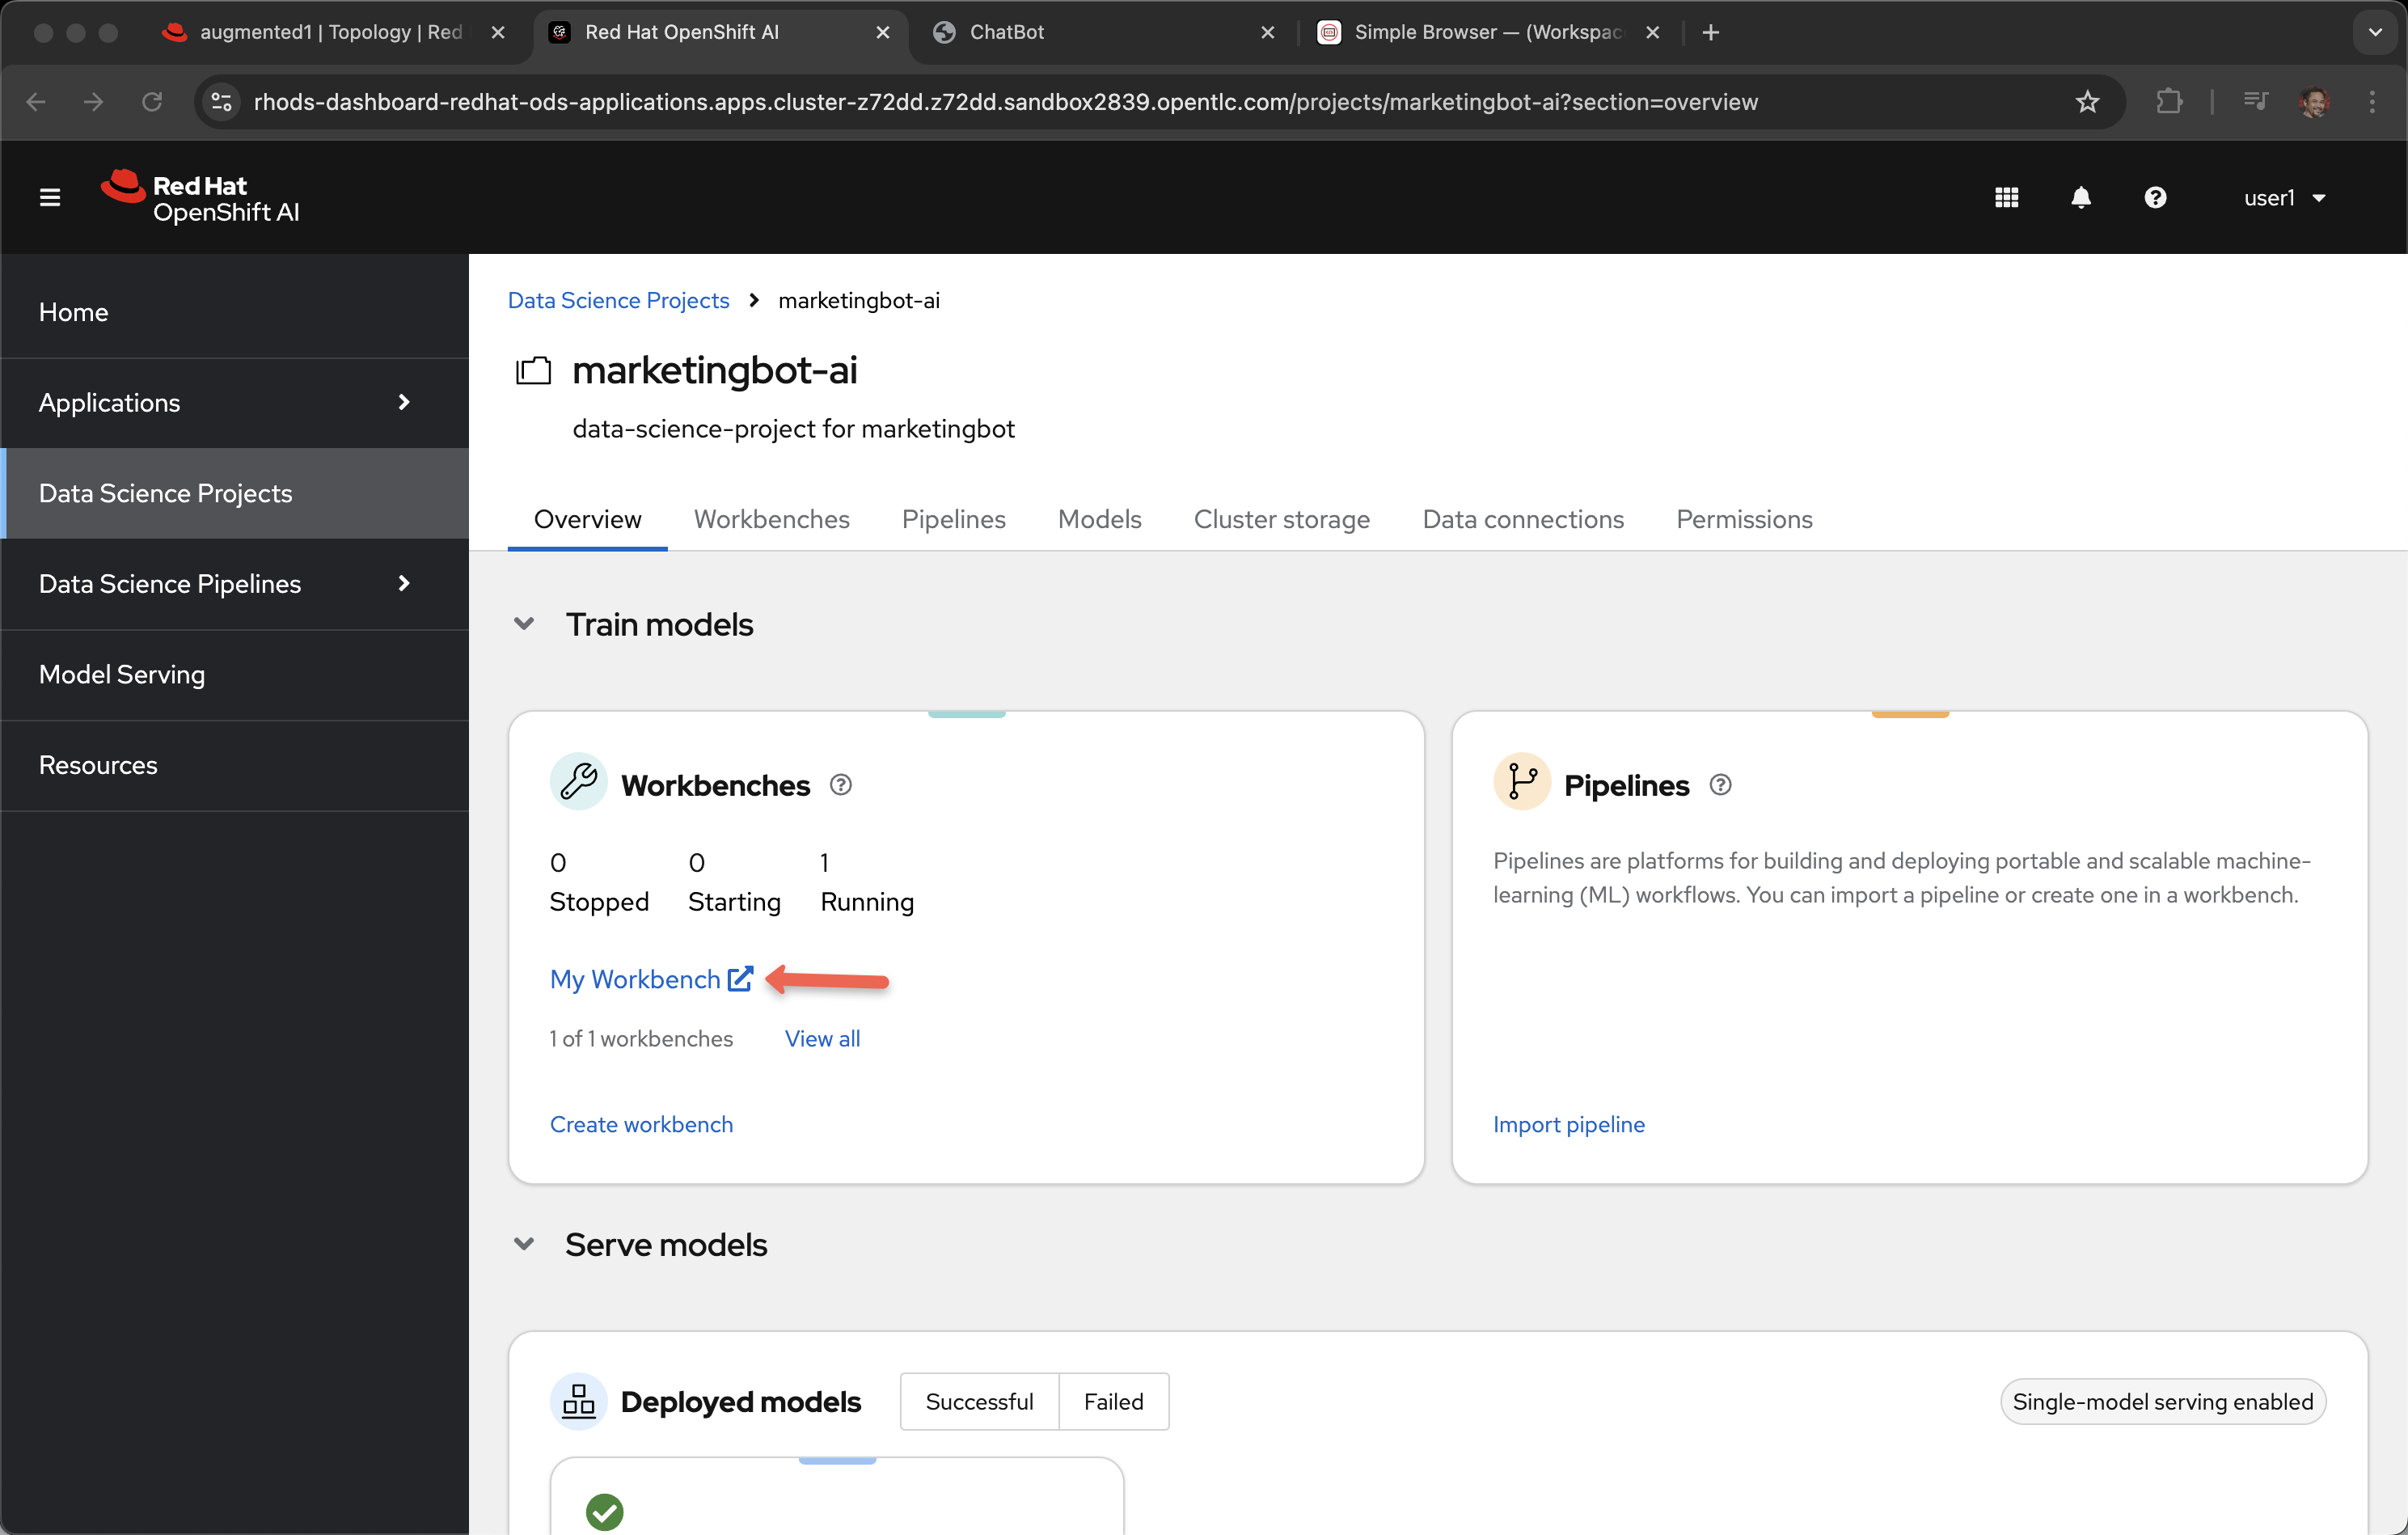 augmented1 | Topology | Red
Red Hat OpenShift AI
ChatBot
Simple Browser — (Workspac
rhods-dashboard-redhat-ods-applications.apps.cluster-z72dd.z72dd.sandbox2839.opentlc.com/projects/marketingbot-ai?section=overview
Red Hat
OpenShift AI
user1
Home
Applications
Data Science Projects
Data Science Pipelines
Model Serving
Resources
Data Science Projects > marketingbot-ai
marketingbot-ai
data-science-project for marketingbot
Overview Workbenches Pipelines Models Cluster storage Data connections Permissions
Train models
Workbenches
0 0 1
Stopped Starting Running
My Workbench
1 of 1 workbenches View all
Create workbench
Pipelines
Pipelines are platforms for building and deploying portable and scalable machine-
learning (ML) workflows. You can import a pipeline or create one in a workbench.
Import pipeline
Serve models
Deployed models Successful Failed Single-model serving enabled